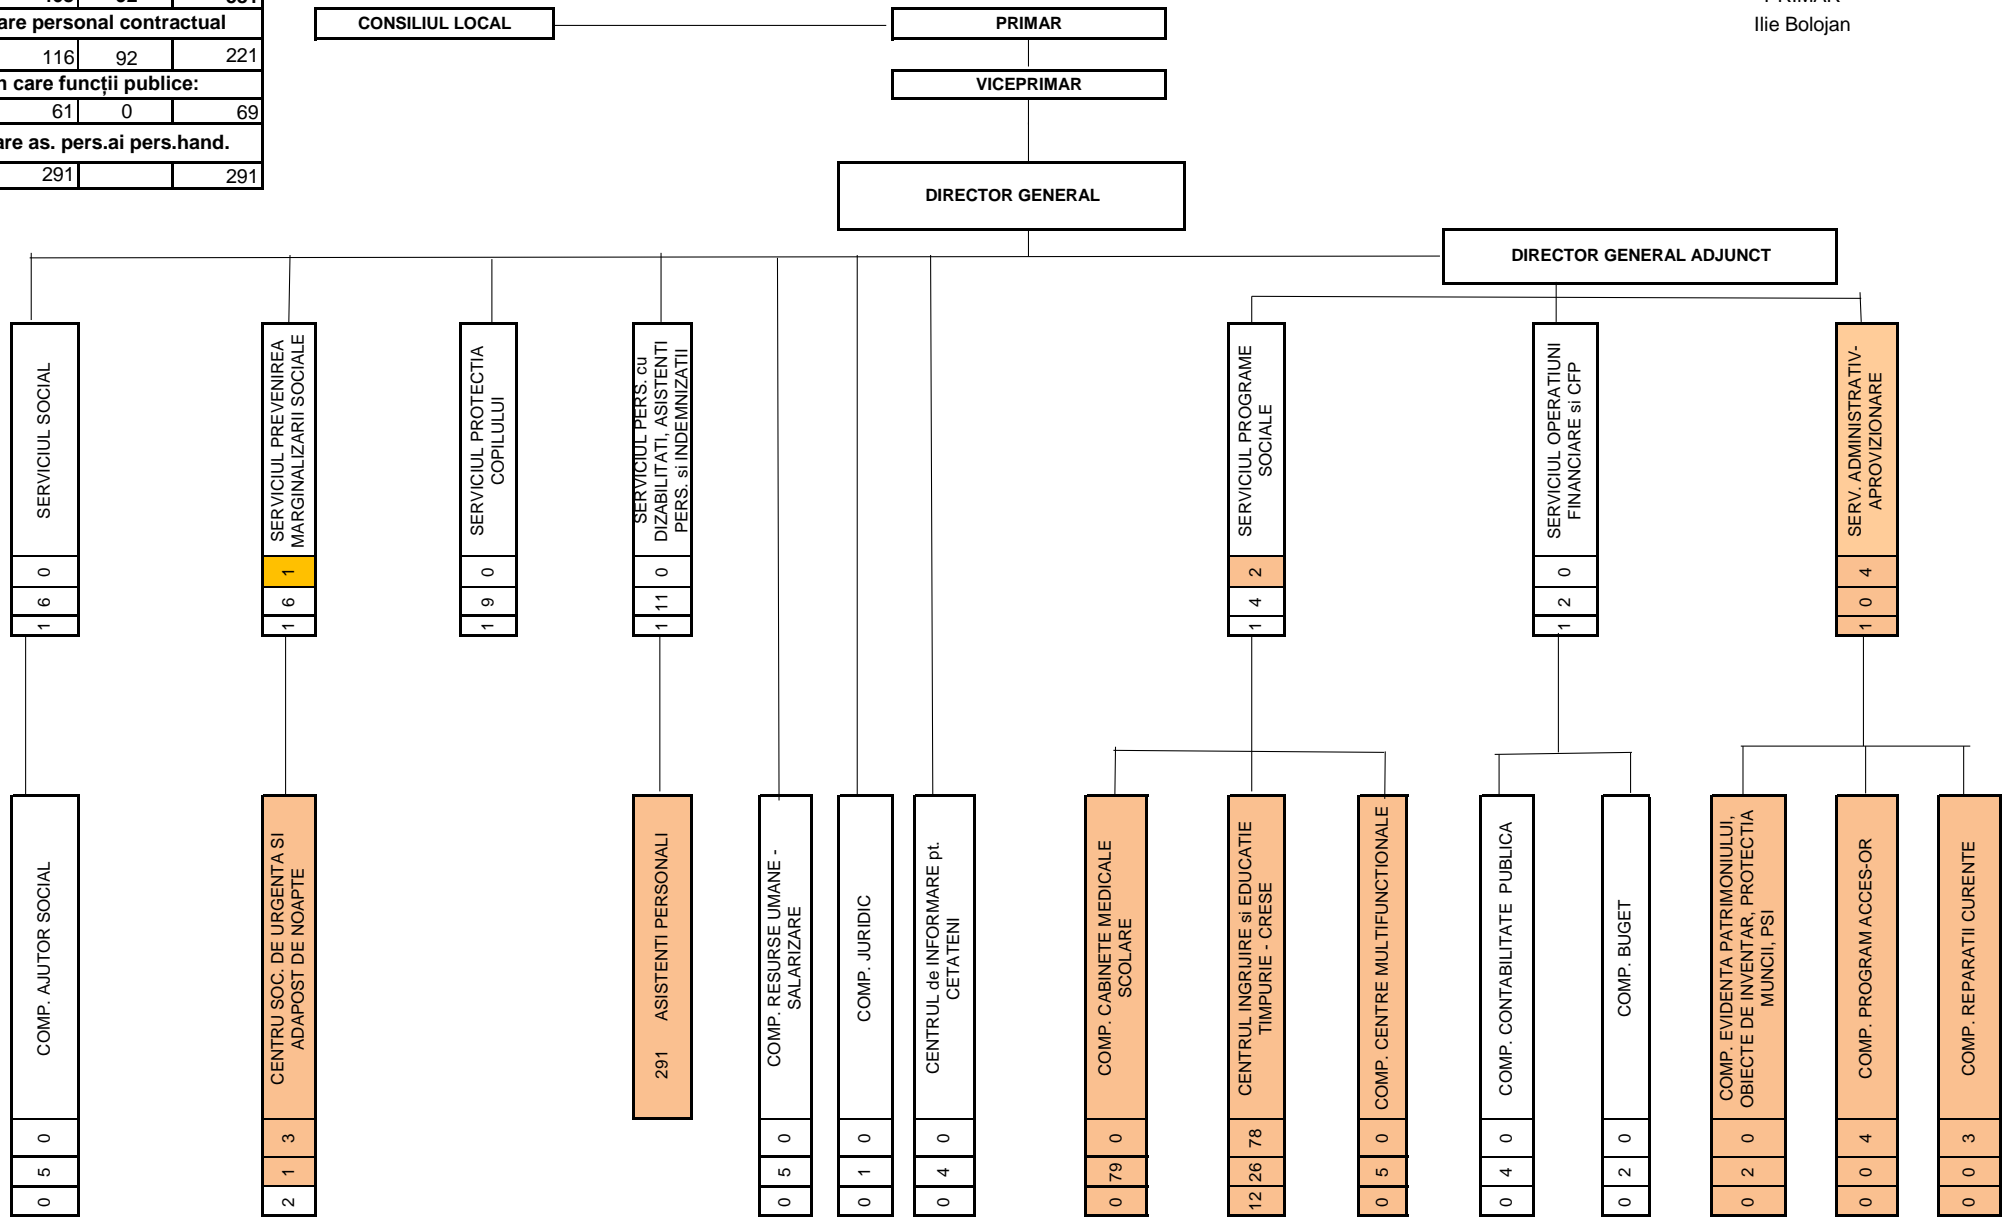 are personal contractual
116 92 221
n care funcții publice:
61 0 69
are as. pers.ai pers.hand.
291 291
CONSILIUL LOCAL
PRIMAR
VICEPRIMAR
DIRECTOR GENERAL
DIRECTOR GENERAL ADJUNCT
PRIMAR
Ilie Bolojan
SERVICIUL SOCIAL
1 6 0
SERVICIUL PREVENIREA
MARGINALIZARII SOCIALE
1 6 1
SERVICIUL PROTECTIA
COPILULUI
1 9 0
SERVICIUL PERS. cu
DIZABILITATI, ASISTENTI
PERS. si INDEMNIZATII
1 11 0
SERVICIUL PROGRAME
SOCIALE
1 4 2
SERVICIUL OPERATIUNI
FINANCIARE si CFP
1 2 0
SERV. ADMINISTRATIV-
APROVIZIONARE
1 0 4
COMP. AJUTOR SOCIAL
0 5 0
CENTRU SOC. DE URGENTA SI
ADAPOST DE NOAPTE
2 1 3
291 ASISTENTI PERSONALI
COMP. RESURSE UMANE -
SALARIZARE
0 5 0
COMP. JURIDIC
0 1 0
CENTRUL de INFORMARE pt.
CETATENI
0 4 0
COMP. CABINETE MEDICALE
SCOLARE
0 79 0
CENTRUL INGRIJIRE si EDUCATIE
TIMPURIE - CRESE
12 26 78
COMP. CENTRE MULTIFUNCTIONALE
0 5 0
COMP. CONTABILITATE PUBLICA
0 4 0
COMP. BUGET
0 2 0
COMP. EVIDENTA PATRIMONIULUI,
OBIECTE DE INVENTAR, PROTECTIA
MUNCII, PSI
0 2 0
COMP. PROGRAM ACCES-OR
0 0 4
COMP. REPARATII CURENTE
0 0 3